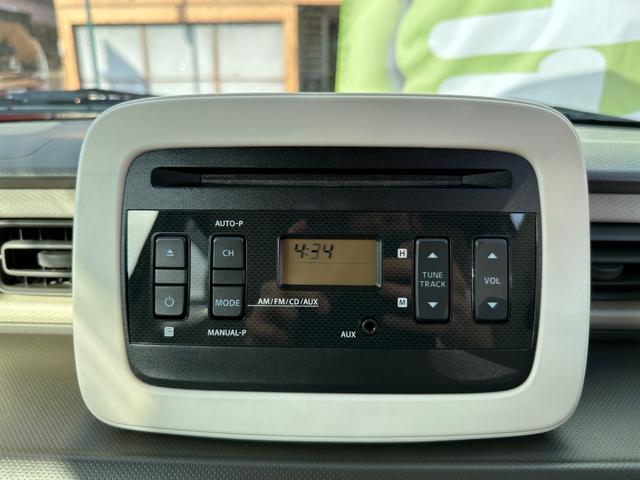 AUTO-P
CH
MODE
AM/FM/CD/AUX
MANUAL-P
4:34
H
M
TUNE
TRACK
VOL
AUX
C